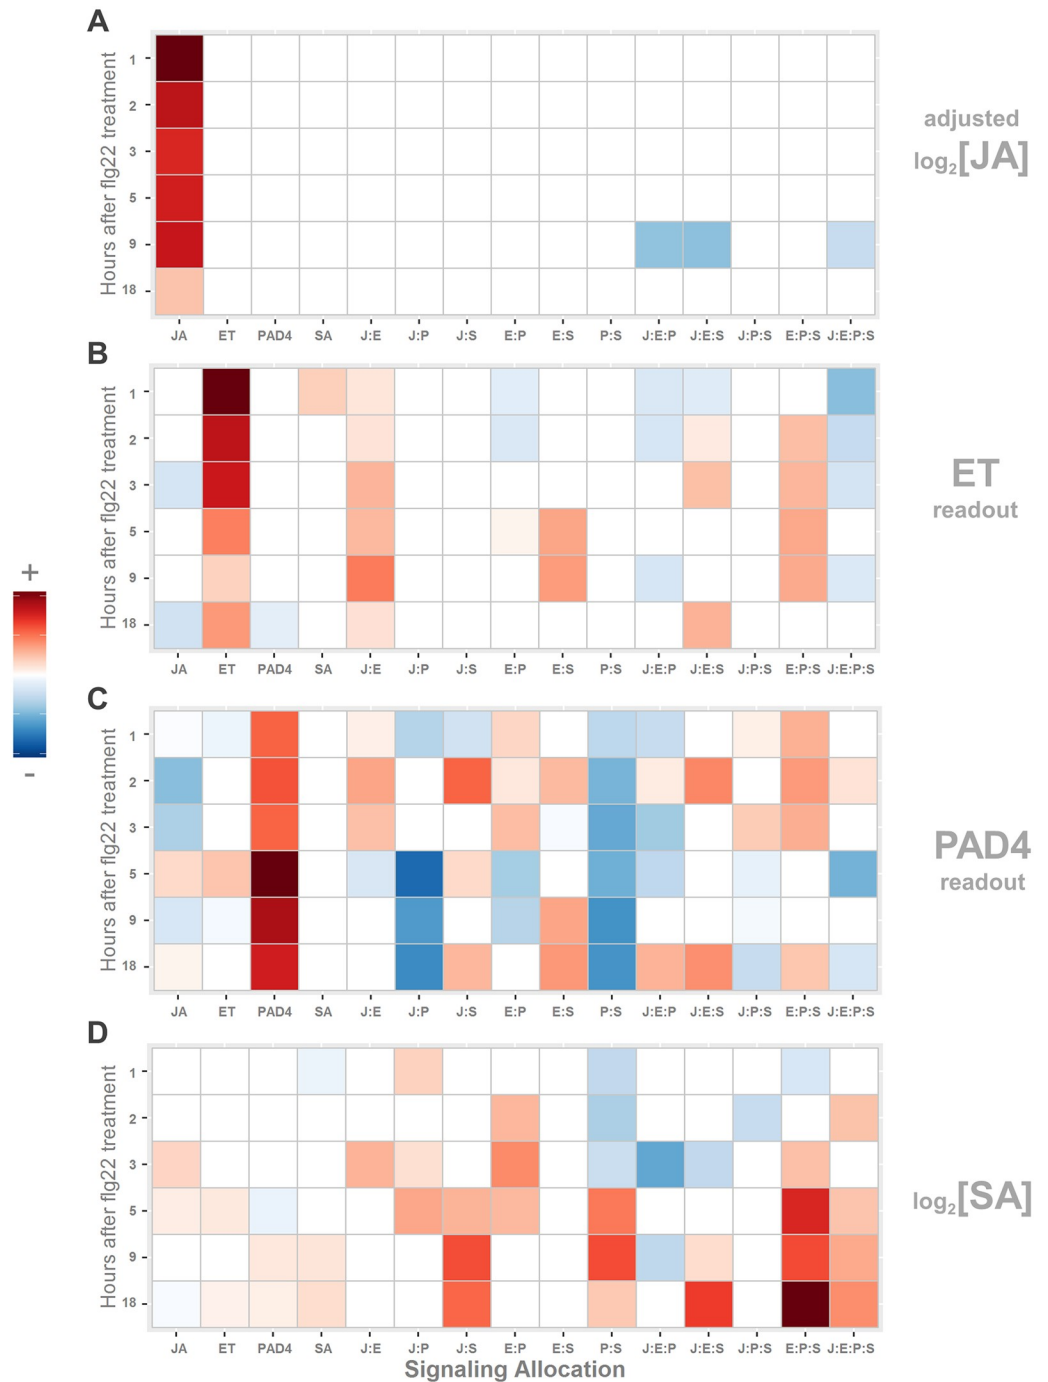 A
Hours after flg22 treatment
1
2
3
5
9
18
JA ET PAD4 SA J:E J:P J:S E:P E:S P:S J:E:P J:E:S J:P:S E:P:S J:E:P:S
adjusted
log2[JA]
B
Hours after flg22 treatment
1
2
3
5
9
18
JA ET PAD4 SA J:E J:P J:S E:P E:S P:S J:E:P J:E:S J:P:S E:P:S J:E:P:S
ET
readout
+
-
C
Hours after flg22 treatment
1
2
3
5
9
18
JA ET PAD4 SA J:E J:P J:S E:P E:S P:S J:E:P J:E:S J:P:S E:P:S J:E:P:S
PAD4
readout
D
Hours after flg22 treatment
1
2
3
5
9
18
JA ET PAD4 SA J:E J:P J:S E:P E:S P:S J:E:P J:E:S J:P:S E:P:S J:E:P:S
log2[SA]
Signaling Allocation